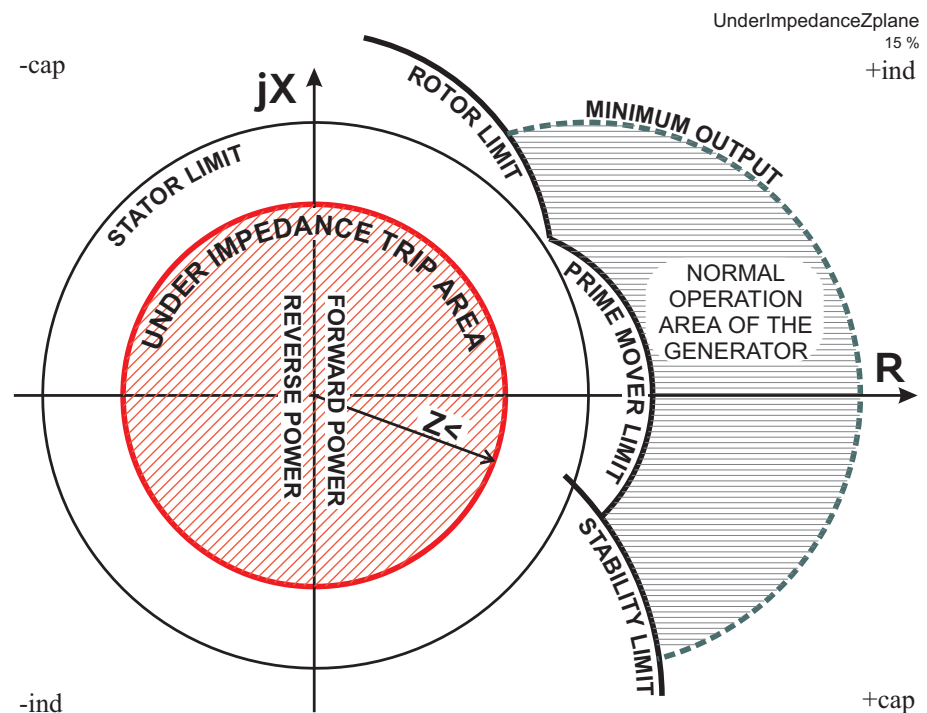 UnderImpedanceZplane
15 %
-cap
+ind
jX
ROTOR LIMIT
MINIMUM OUTPUT
STATOR LIMIT
UNDER IMPEDANCE TRIP AREA
PRIME MOVER LIMIT
NORMAL
OPERATION
AREA OF THE
GENERATOR
REVERSE POWER
FORWARD POWER
R
Z<
STABILITY LIMIT
-ind
+cap